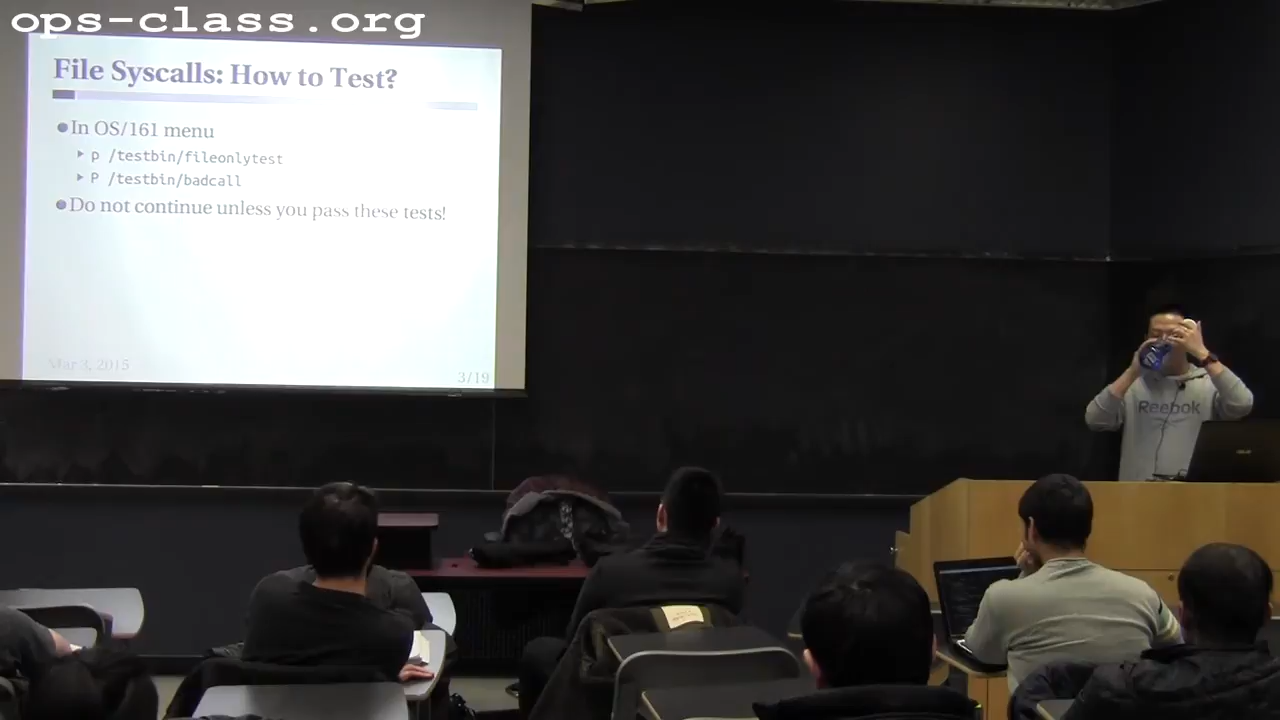 ops-class.org
File Syscalls: How to Test?
●In OS/161 menu
▸ p /testbin/fileonlytest
▸ P /testbin/badcall
●Do not continue unless you pass these tests!
Mar 3, 2015
3/19
Reebok
ASUS